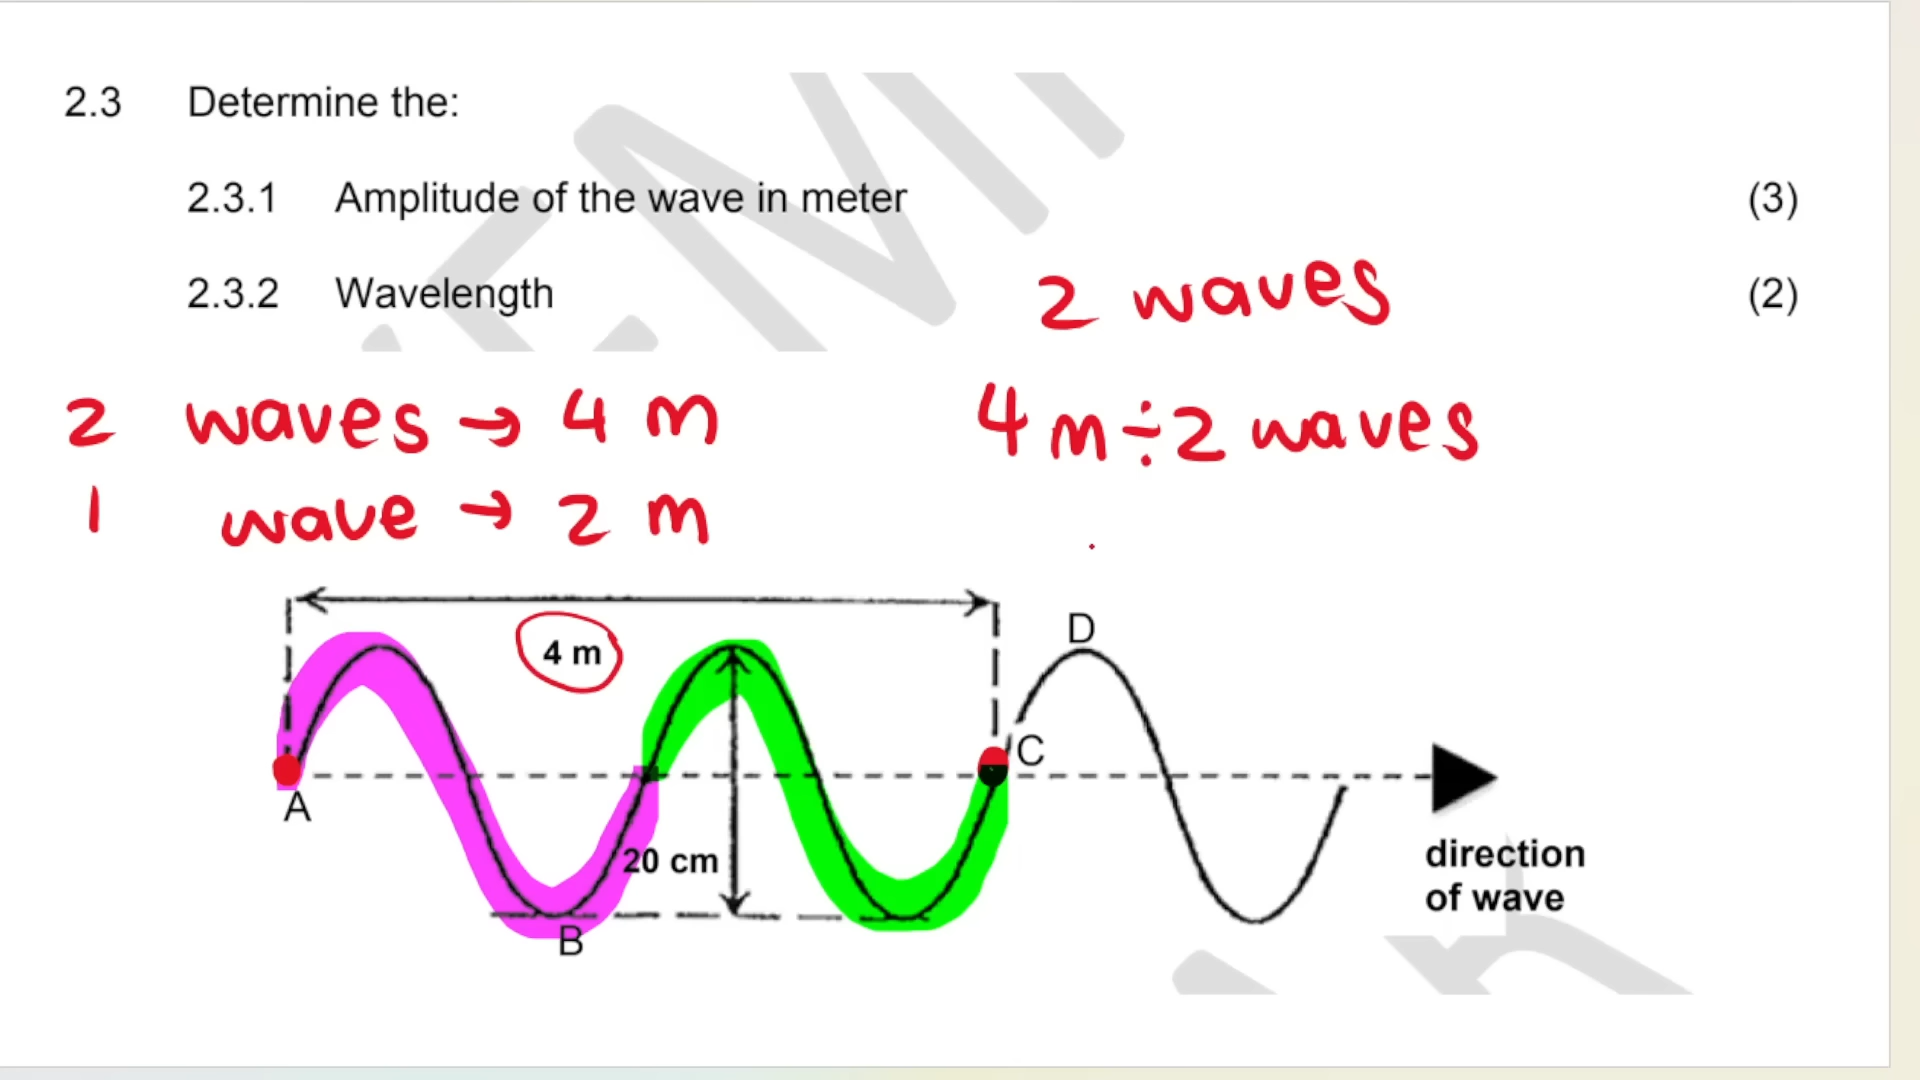 2.3 Determine the:
2.3.1 Amplitude of the wave in meter (3)
2.3.2 Wavelength (2)
2 waves
2 waves → 4 m
4 m ÷ 2 waves
1 wave → 2 m
4 m
D
C
A
20 cm
B
direction
of wave